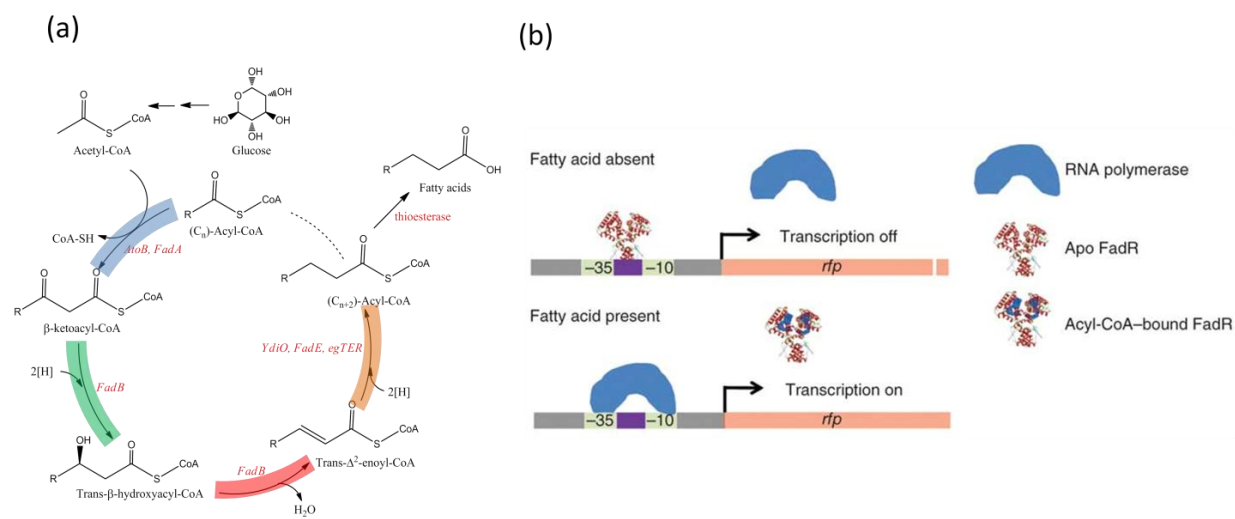 (a)
O
CoA
S
Acetyl-CoA
OH
O
OH
HO
OH
OH
Glucose
O
R
OH
Fatty acids
thioesterase
O
CoA
R
S
(Cn)-Acyl-CoA
CoA-SH
AtoB, FadA
O
CoA
R
S
(Cn+2)-Acyl-CoA
O
O
CoA
R
S
β-ketoacyl-CoA
YdiO, FadE, egTER
2[H]
FadB
2[H]
O
CoA
R
S
Trans-Δ2-enoyl-CoA
OH
O
CoA
R
S
Trans-β-hydroxyacyl-CoA
FadB
H2O
(b)
Fatty acid absent
Transcription off
–35
–10
rfp
Fatty acid present
Transcription on
–35
–10
rfp
RNA polymerase
Apo FadR
Acyl-CoA–bound FadR